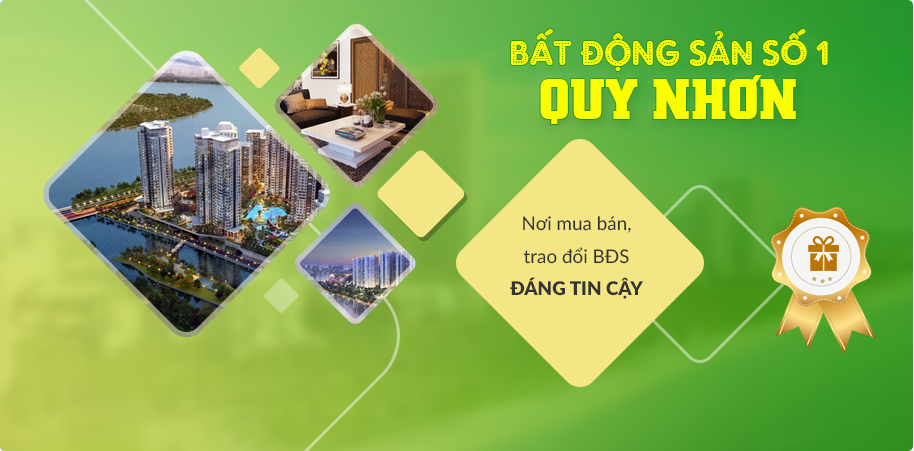 BẤT ĐỘNG SẢN SỐ 1
QUY NHƠN
Nơi mua bán,
trao đổi BĐS
ĐÁNG TIN CẬY